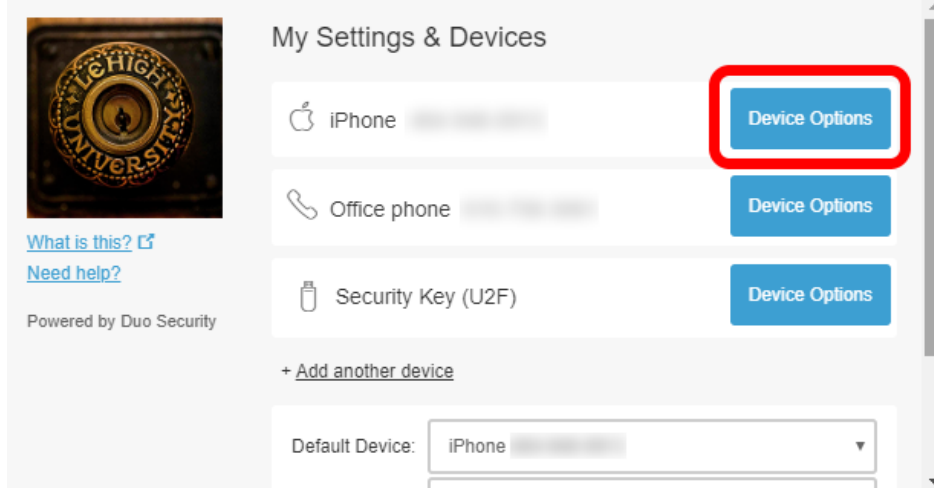 LEHIGH
UNIVERSITY
What is this?
Need help?
Powered by Duo Security
My Settings & Devices
iPhone
Device Options
Office phone
Device Options
Security Key (U2F)
Device Options
+ Add another device
Default Device:
iPhone